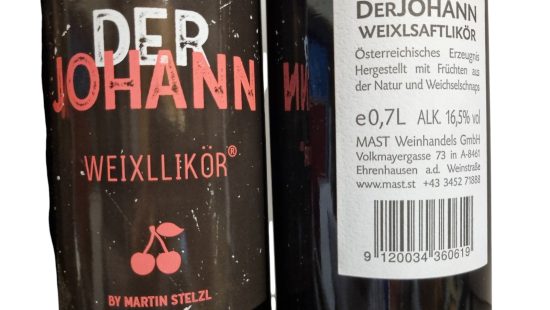 DER
JOHANN
WEIXLLIKÖR®
BY MARTIN STELZL
NN
DERJOHANN
WEIXLSAFTLIKÖR
Österreichisches Erzeugnis
Hergestellt mit Früchten aus
der Natur und Weichselschnaps
e0,7L ALK. 16,5% vol
MAST Weinhandels GmbH
Volkmayergasse 73 in A-8461
Ehrenhausen a.d. Weinstraße
www.mast.st +43 3452 71888
9 120034 360619